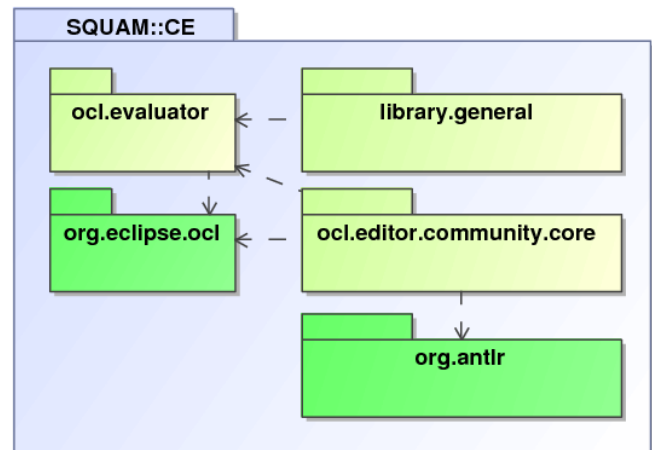 SQUAM::CE
ocl.evaluator
library.general
org.eclipse.ocl
ocl.editor.community.core
org.antlr